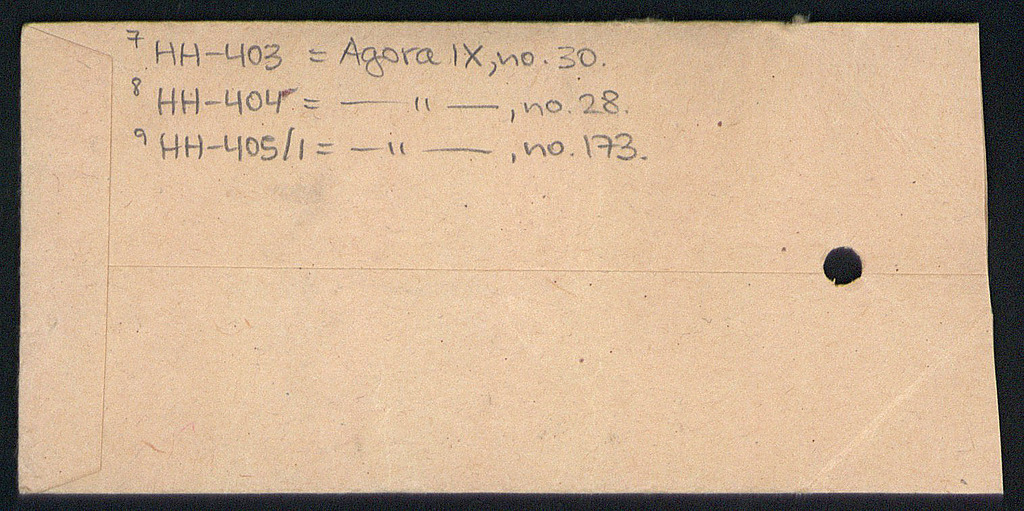 7 HH-403 = Agora IX, no. 30.
8 HH-404 = — " —, no. 28.
9 HH-405/1 = — " —, no. 173.